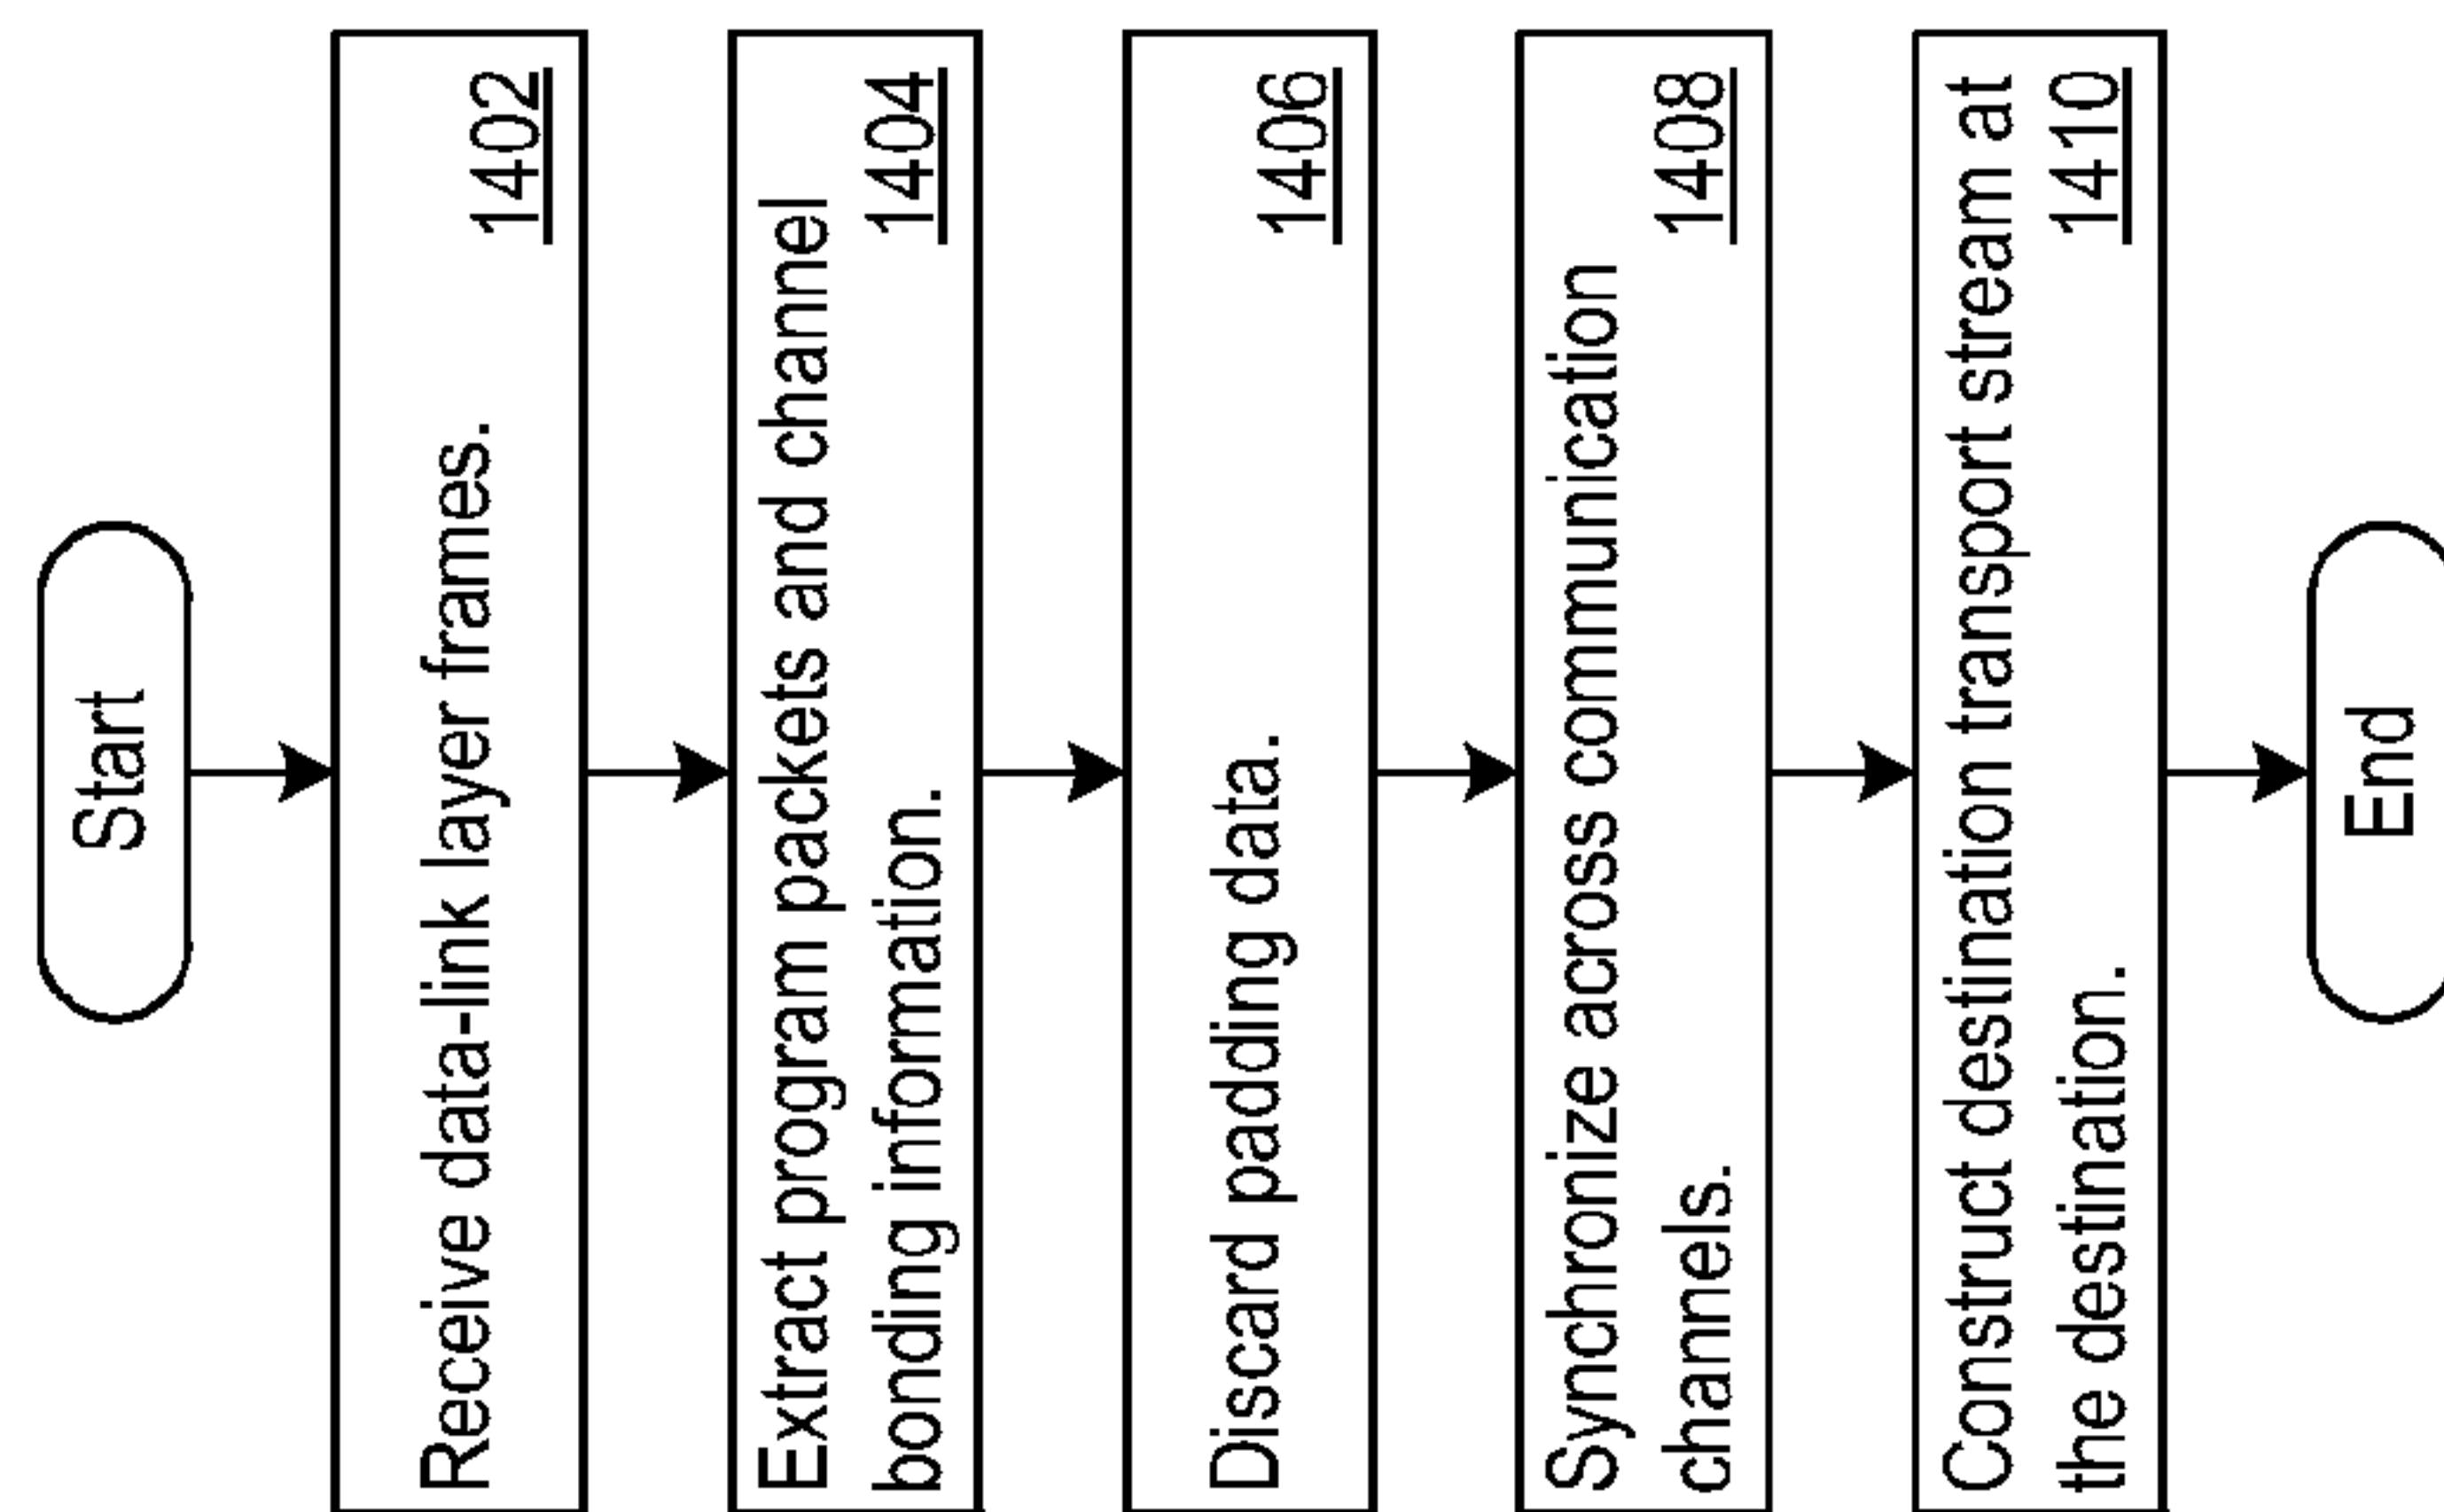 Start
Receive data-link layer frames.
1402
Extract program packets and channel
bonding information.
1404
Discard padding data.
1406
Synchronize across communication
channels.
1408
Construct destination transport stream at
the destination.
1410
End